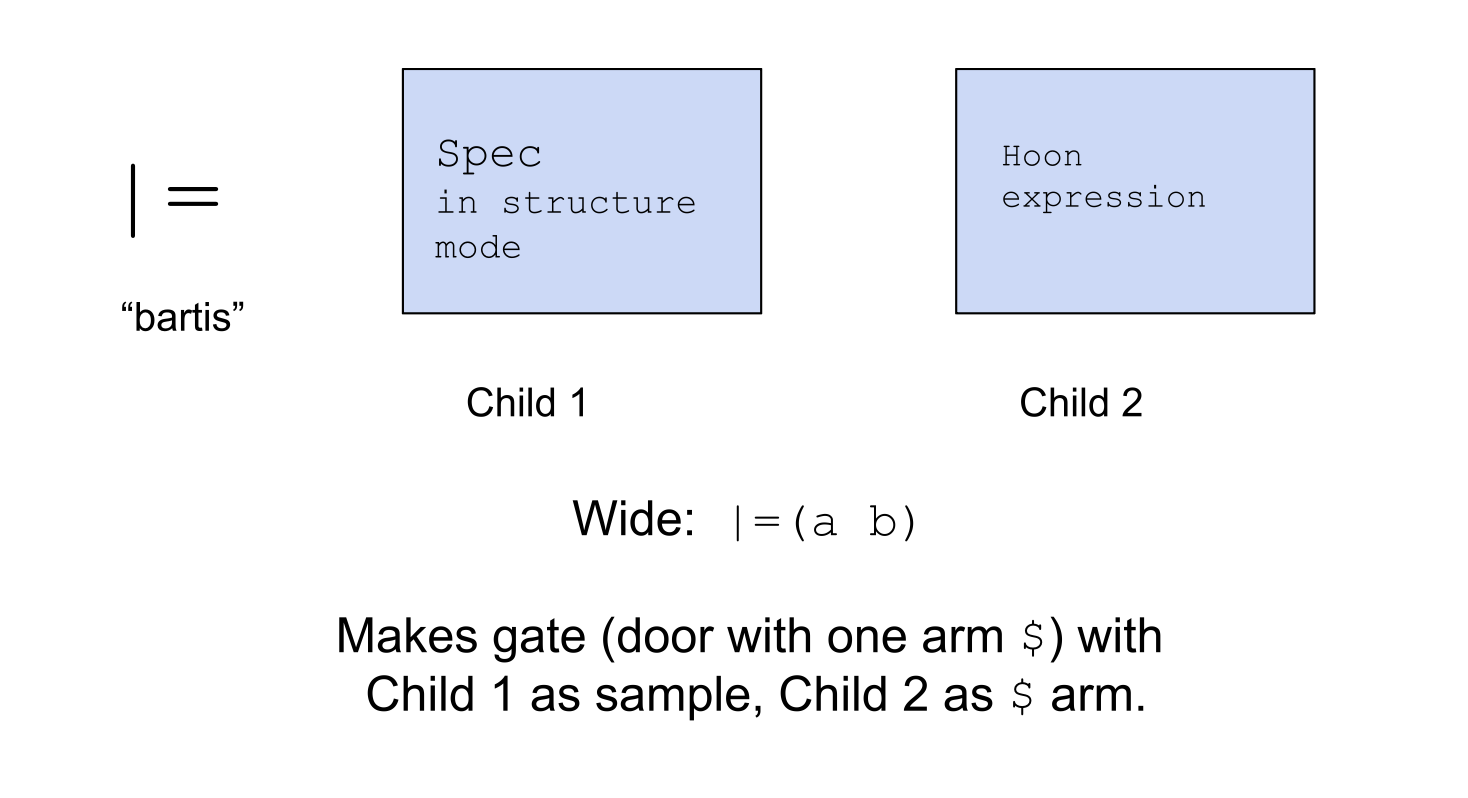 |=
“bartis”
Spec
in structure
mode
Hoon
expression
Child 1
Child 2
Wide: |=(a b)
Makes gate (door with one arm $) with
Child 1 as sample, Child 2 as $ arm.